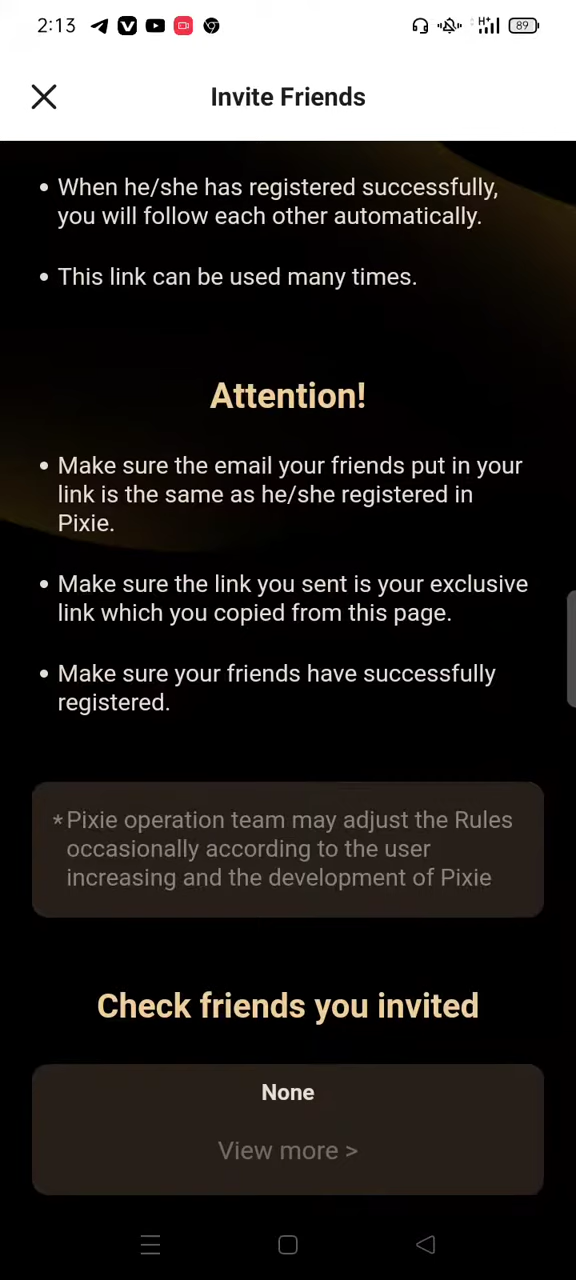 2:13
H+
89
Invite Friends
• When he/she has registered successfully,
you will follow each other automatically.
• This link can be used many times.
Attention!
• Make sure the email your friends put in your
link is the same as he/she registered in
Pixie.
• Make sure the link you sent is your exclusive
link which you copied from this page.
• Make sure your friends have successfully
registered.
*Pixie operation team may adjust the Rules
occasionally according to the user
increasing and the development of Pixie
Check friends you invited
None
View more >